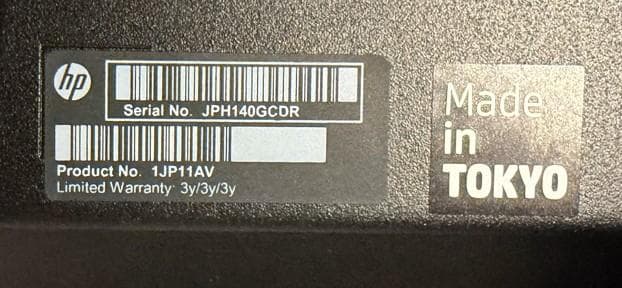 hp
Serial No. JPH140GCDR
Product No. 1JP11AV
Limited Warranty 3y/3y/3y
Made
in
TOKYO